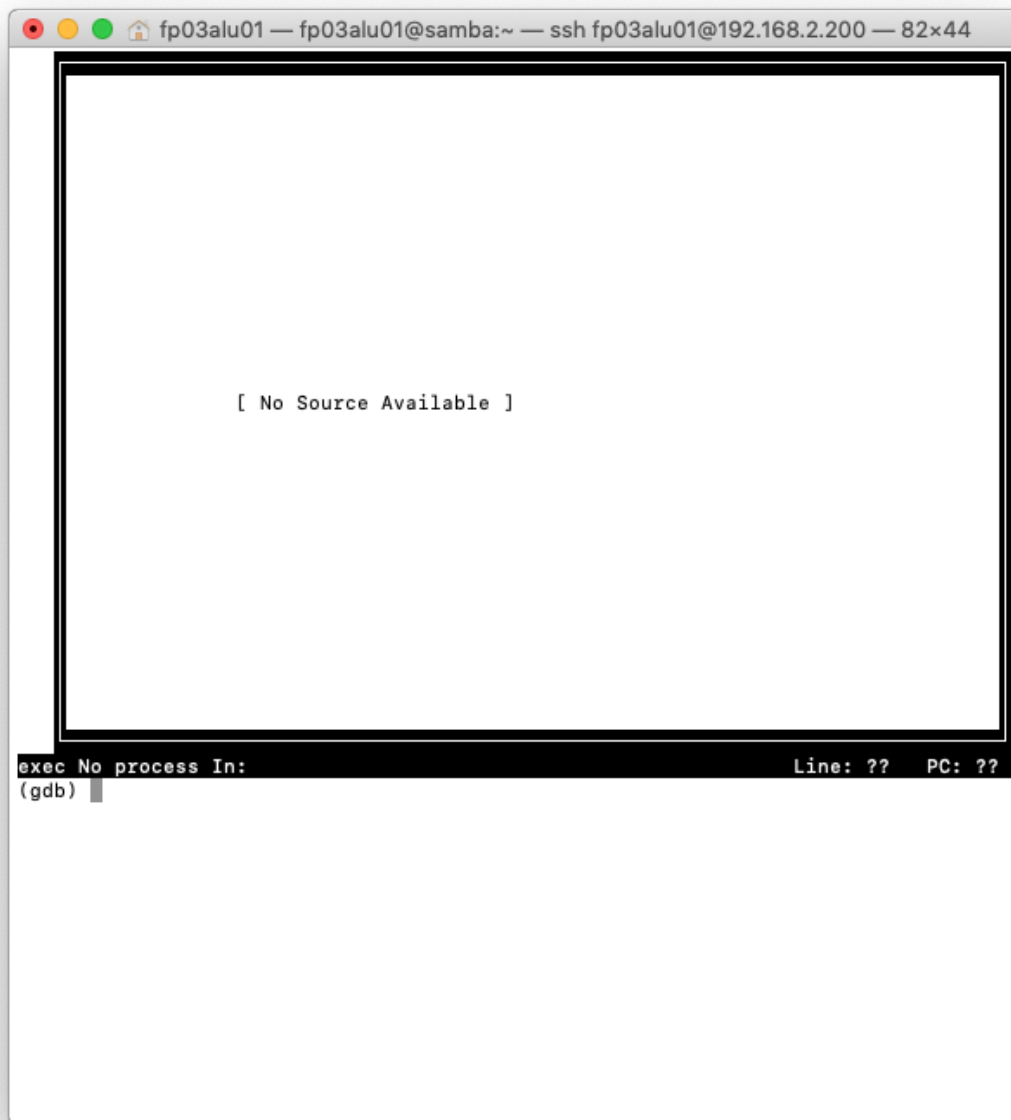 fp03alu01 — fp03alu01@samba:~ — ssh fp03alu01@192.168.2.200 — 82×44
[ No Source Available ]
exec No process In: Line: ?? PC: ??
(gdb)